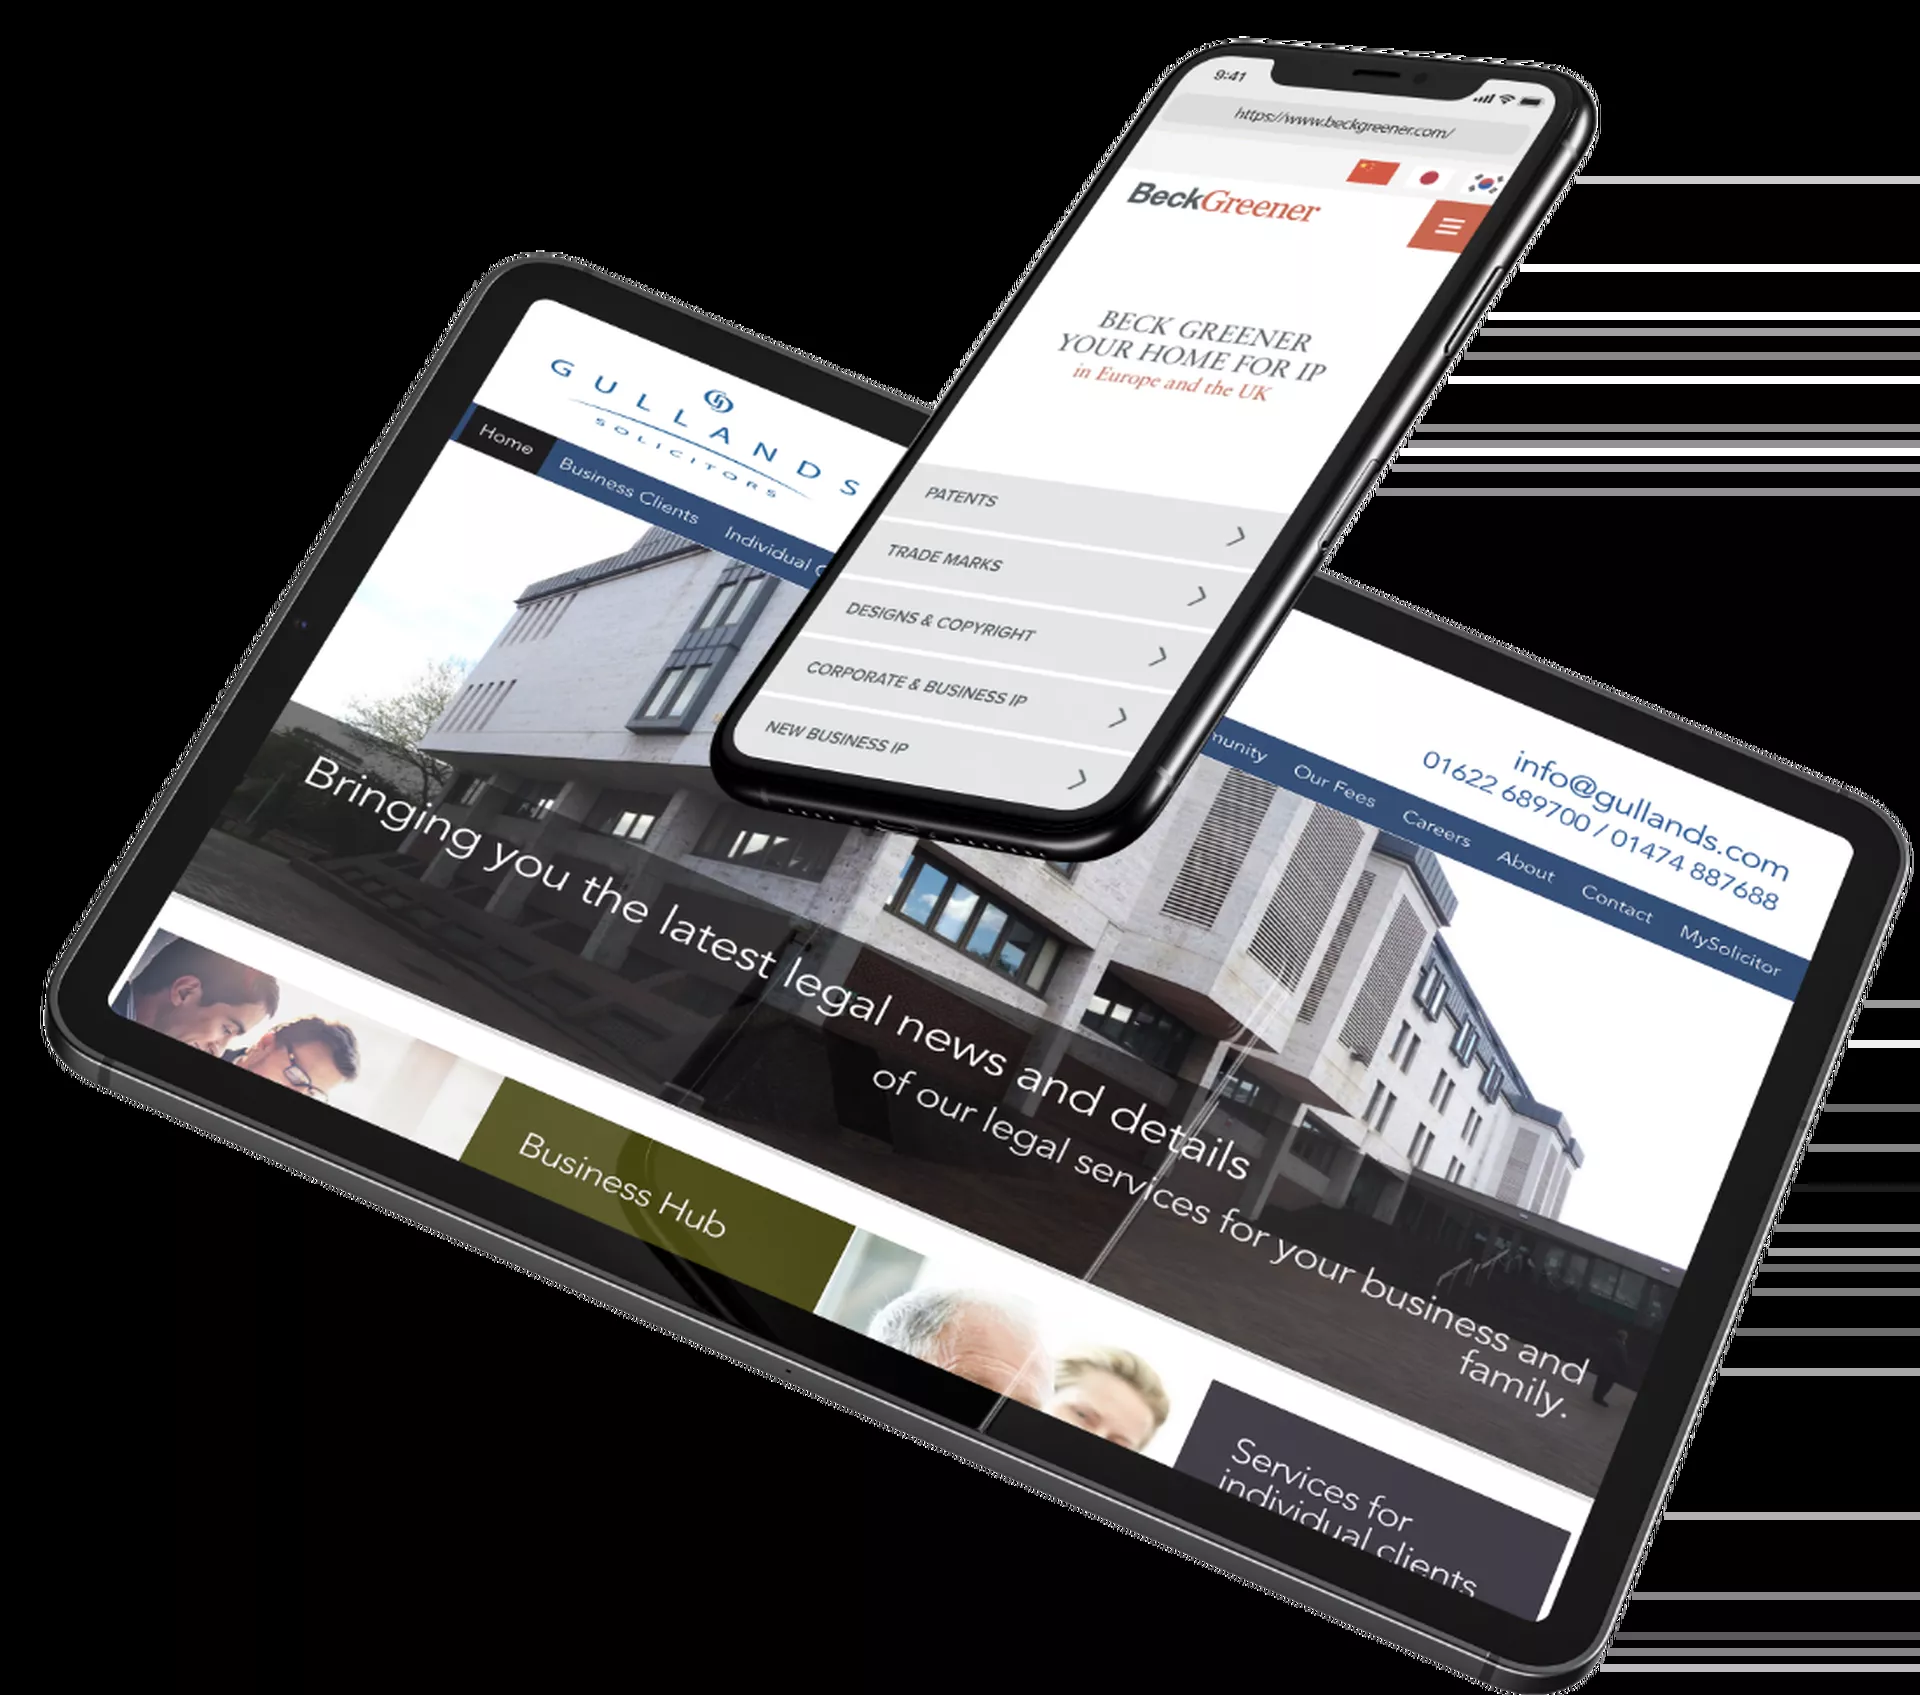 9:41
https://www.beckgreener.com/
BeckGreener
BECK GREENER
YOUR HOME FOR IP
in Europe and the UK
PATENTS
TRADE MARKS
DESIGNS & COPYRIGHT
CORPORATE & BUSINESS IP
NEW BUSINESS IP
GULLANDS
SOLICITORS
info@gullands.com
01622 689700 / 01474 887688
Home Business Clients Individual Our Fees Careers About Contact MySolicitor
Bringing you the latest legal news and details
of our legal services for your business and
family.
Business Hub
Services for
individual clients